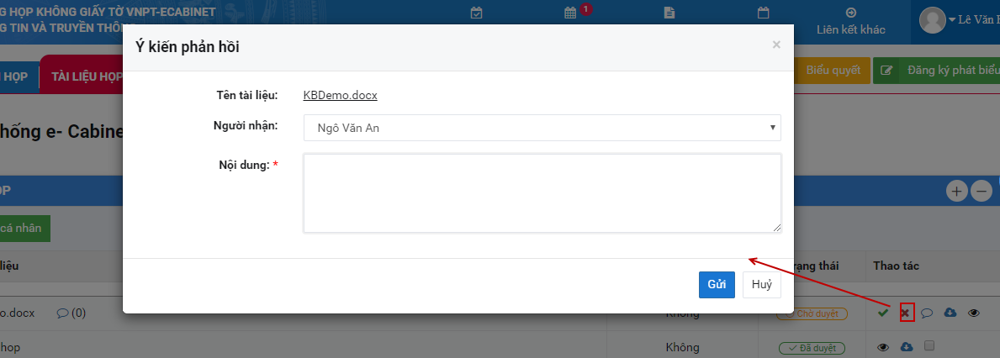 NG HỌP KHÔNG GIẤY TỜ VNPT-ECABINET
NG TIN VÀ TRUYỀN THÔNG
1
Liên kết khác
Lê Văn
Ý kiến phản hồi
×
HỌP
TÀI LIỆU HỌP
Biểu quyết
Đăng ký phát biểu
Tên tài liệu:
KBDemo.docx
Người nhận:
Ngô Văn An
hống e- Cabine
Nội dung: *
ỌP
cá nhân
liệu
rạng thái
Thao tác
Gửi
Huỷ
o.docx
(0)
Không
Chờ duyệt
họp
Không
Đã duyệt